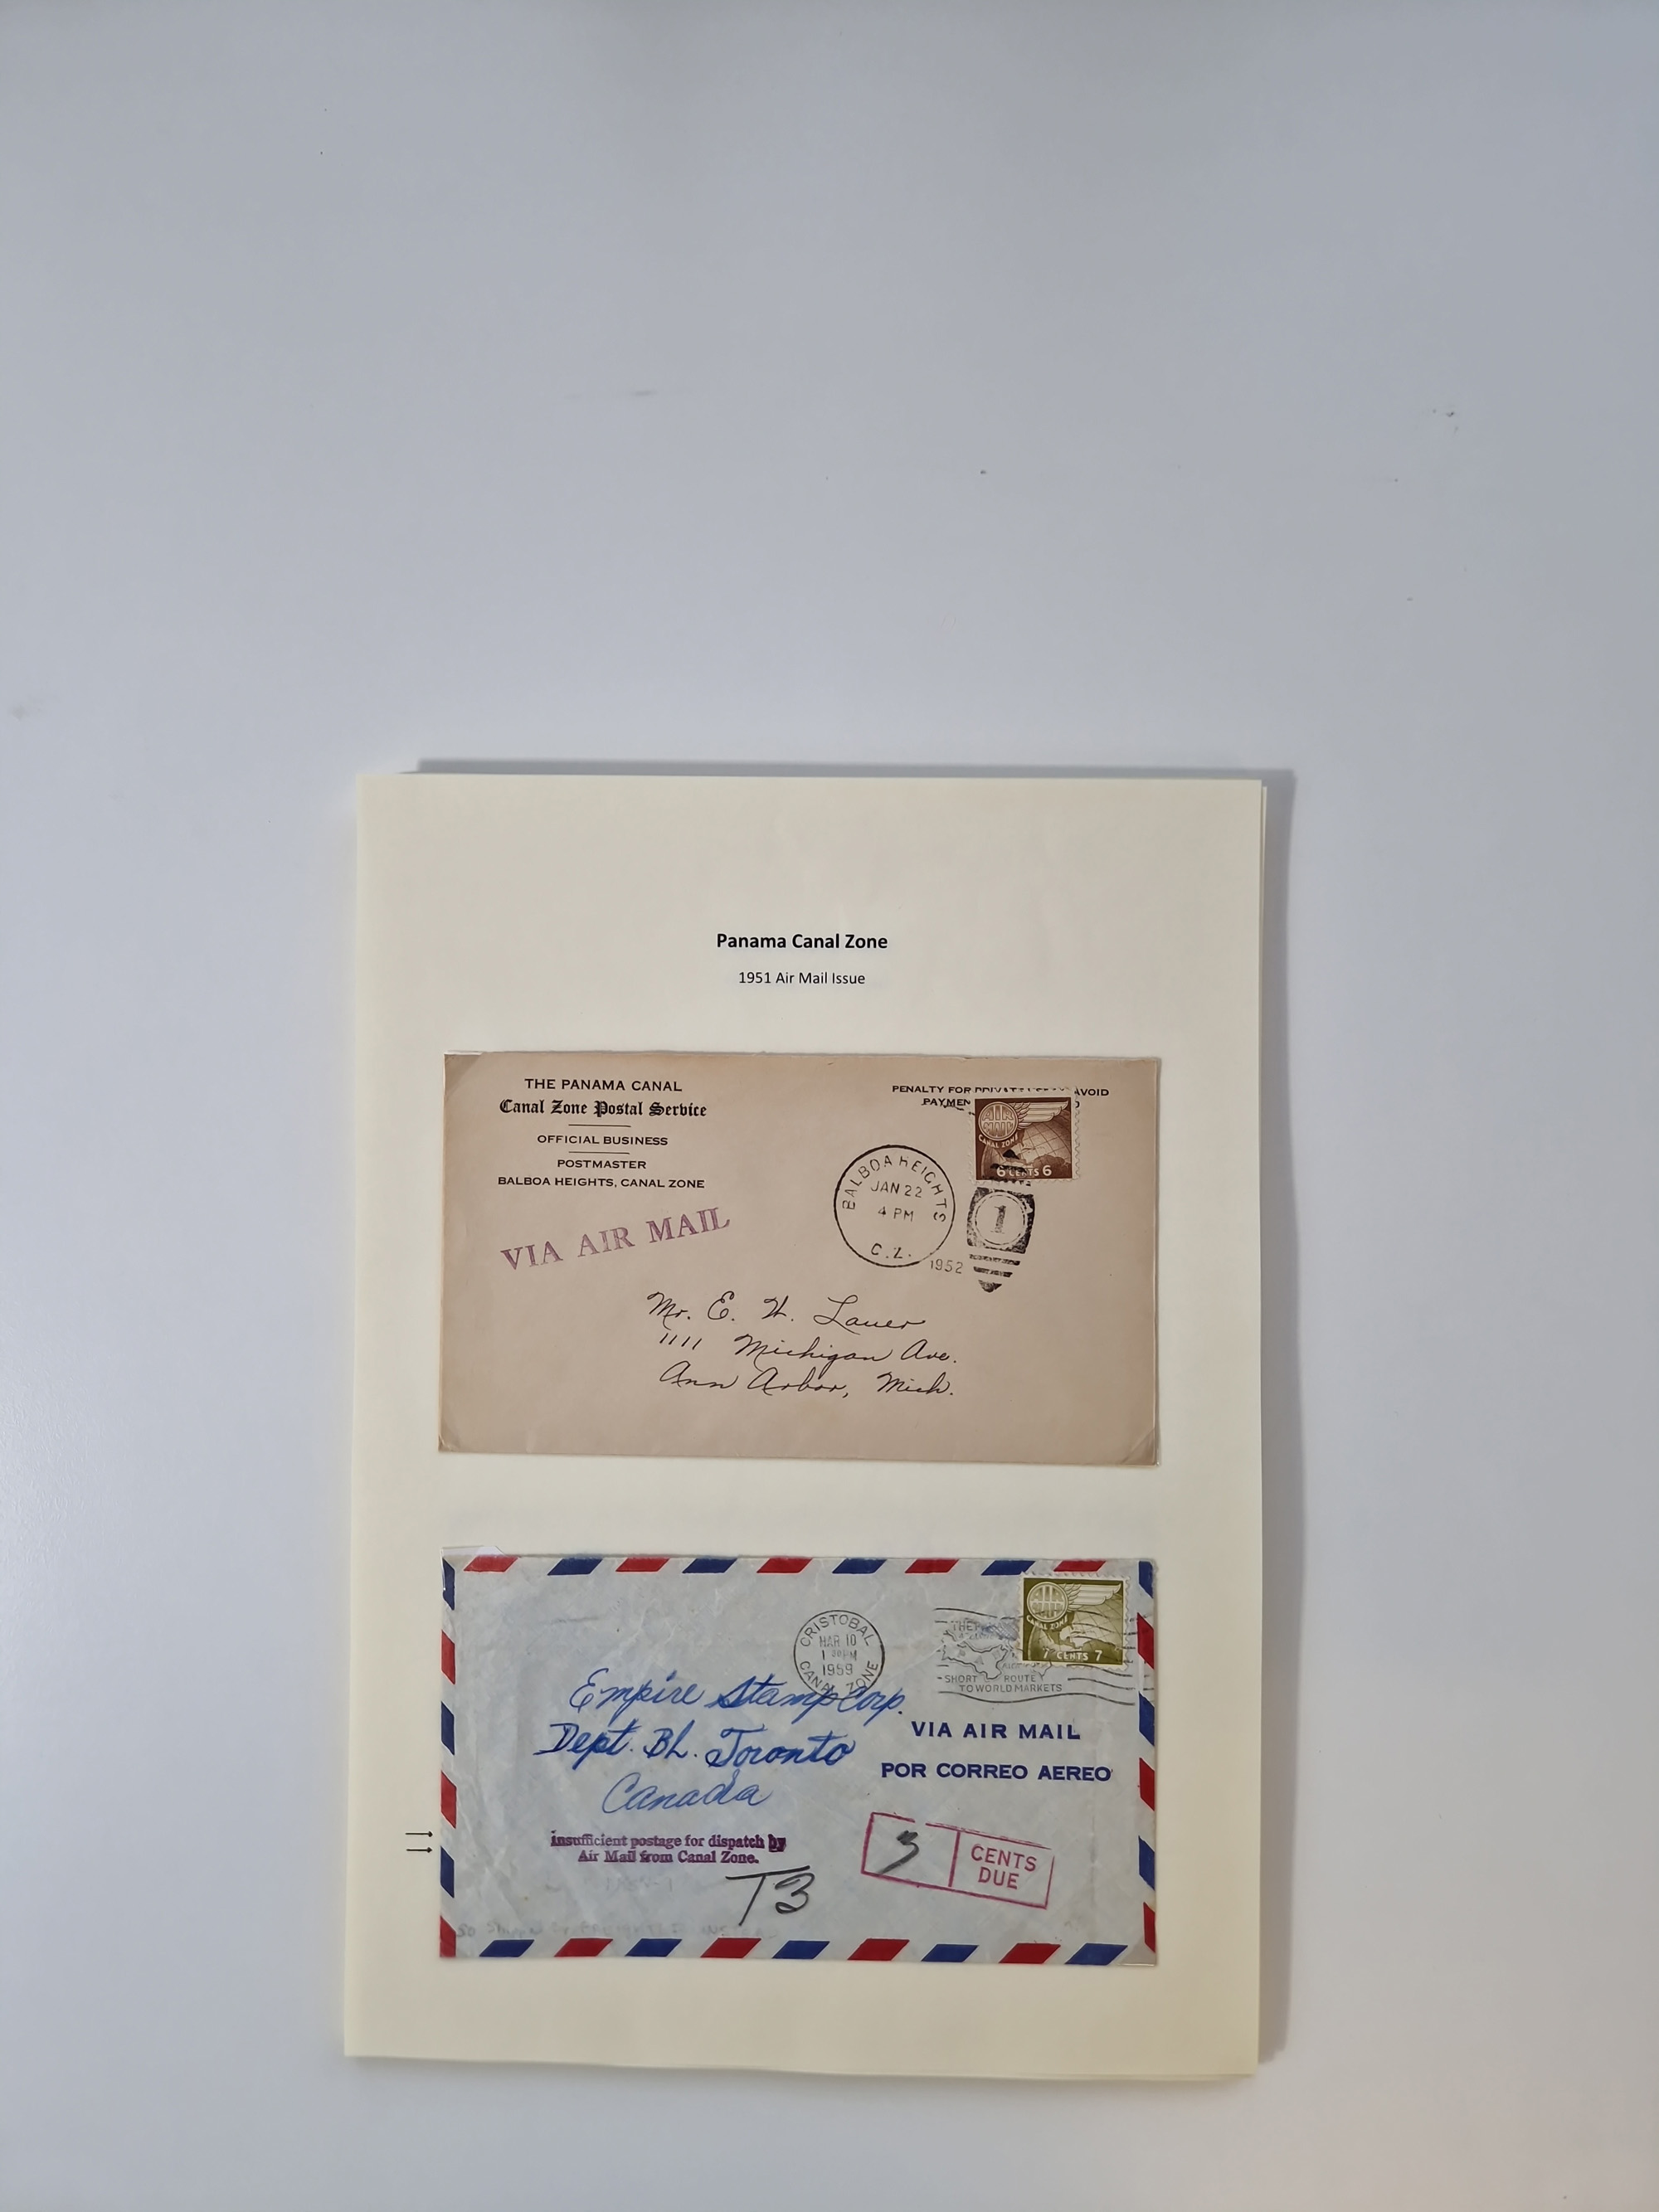 Panama Canal Zone
1951 Air Mail Issue
THE PANAMA CANAL
Canal Zone Postal Service
OFFICIAL BUSINESS
POSTMASTER
BALBOA HEIGHTS, CANAL ZONE
PENALTY FOR AVOID
AIR
MAIL
CANAL ZONE
6 CENTS 6
BALBOA HEIGHTS
JAN 22
4 PM
C.Z.
1952
1
VIA AIR MAIL
Mr. E. H. Lauer
1111 Michigan Ave.
Ann Arbor, Mich.
CANAL ZONE
7 CENTS 7
CRISTOBAL
MAR 10
1959
CANAL ZONE
SHORT ROUTE
TO WORLD MARKETS
Empire Stamp Corp.
Dept. BL. Toronto
Canada
VIA AIR MAIL
POR CORREO AEREO
insufficient postage for dispatch by
Air Mail from Canal Zone.
T3
3 CENTS
DUE